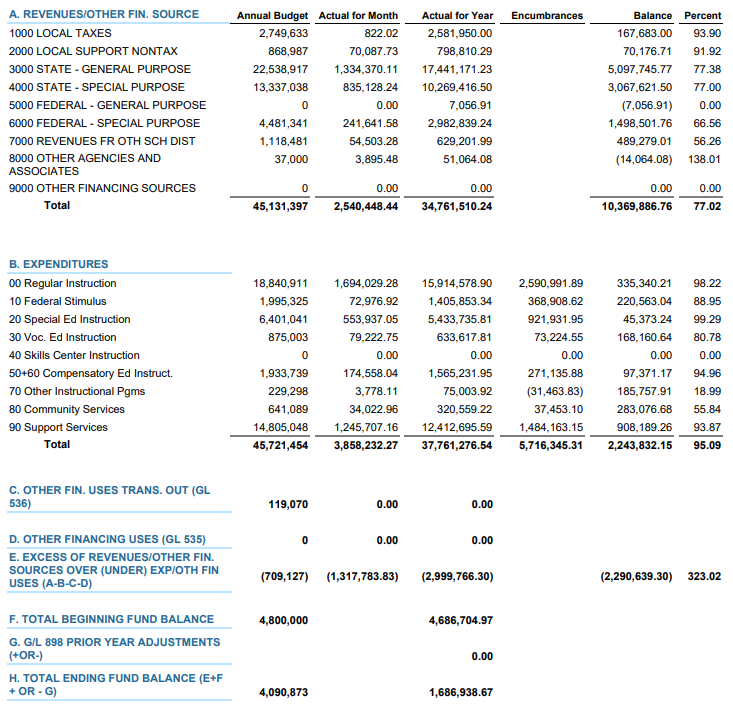 A. REVENUES/OTHER FIN. SOURCE Annual Budget Actual for Month Actual for Year Encumbrances Balance Percent
1000 LOCAL TAXES 2,749,633 822.02 2,581,950.00 167,683.00 93.90
2000 LOCAL SUPPORT NONTAX 868,987 70,087.73 798,810.29 70,176.71 91.92
3000 STATE - GENERAL PURPOSE 22,538,917 1,334,370.11 17,441,171.23 5,097,745.77 77.38
4000 STATE - SPECIAL PURPOSE 13,337,038 835,128.24 10,269,416.50 3,067,621.50 77.00
5000 FEDERAL - GENERAL PURPOSE 0 0.00 7,056.91 (7,056.91) 0.00
6000 FEDERAL - SPECIAL PURPOSE 4,481,341 241,641.58 2,982,839.24 1,498,501.76 66.56
7000 REVENUES FR OTH SCH DIST 1,118,481 54,503.28 629,201.99 489,279.01 56.26
8000 OTHER AGENCIES AND 37,000 3,895.48 51,064.08 (14,064.08) 138.01
ASSOCIATES
9000 OTHER FINANCING SOURCES 0 0.00 0.00 0.00 0.00
Total 45,131,397 2,540,448.44 34,761,510.24 10,369,886.76 77.02
B. EXPENDITURES
00 Regular Instruction 18,840,911 1,694,029.28 15,914,578.90 2,590,991.89 335,340.21 98.22
10 Federal Stimulus 1,995,325 72,976.92 1,405,853.34 368,908.62 220,563.04 88.95
20 Special Ed Instruction 6,401,041 553,937.05 5,433,735.81 921,931.95 45,373.24 99.29
30 Voc. Ed Instruction 875,003 79,222.75 633,617.81 73,224.55 168,160.64 80.78
40 Skills Center Instruction 0 0.00 0.00 0.00 0.00 0.00
50+60 Compensatory Ed Instruct. 1,933,739 174,558.04 1,565,231.95 271,135.88 97,371.17 94.96
70 Other Instructional Pgms 229,298 3,778.11 75,003.92 (31,463.83) 185,757.91 18.99
80 Community Services 641,089 34,022.96 320,559.22 37,453.10 283,076.68 55.84
90 Support Services 14,805,048 1,245,707.16 12,412,695.59 1,484,163.15 908,189.26 93.87
Total 45,721,454 3,858,232.27 37,761,276.54 5,716,345.31 2,243,832.15 95.09
C. OTHER FIN. USES TRANS. OUT (GL
536) 119,070 0.00 0.00
D. OTHER FINANCING USES (GL 535) 0 0.00 0.00
E. EXCESS OF REVENUES/OTHER FIN.
SOURCES OVER (UNDER) EXP/OTH FIN
USES (A-B-C-D) (709,127) (1,317,783.83) (2,999,766.30) (2,290,639.30) 323.02
F. TOTAL BEGINNING FUND BALANCE 4,800,000 4,686,704.97
G. G/L 898 PRIOR YEAR ADJUSTMENTS
(+OR-) 0.00
H. TOTAL ENDING FUND BALANCE (E+F
+ OR - G) 4,090,873 1,686,938.67